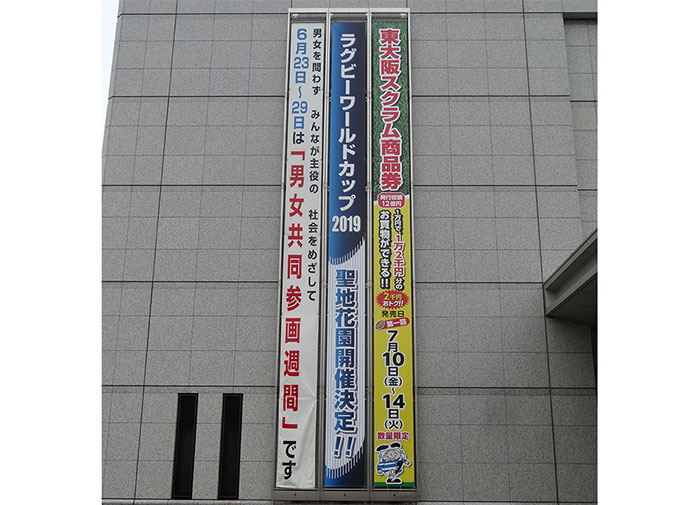 東大阪スクラム商品券
発行総額
12億円
1万円で1万2千円分の
お買物ができる!!
2千円
おトク!!
発売日
第一回
7月10日(金)~14日(火)
数量限定
ラグビーワールドカップ2019
聖地花園開催決定!!
男女を問わず みんなが主役の 社会をめざして
6月23日~29日は「男女共同参画週間」です